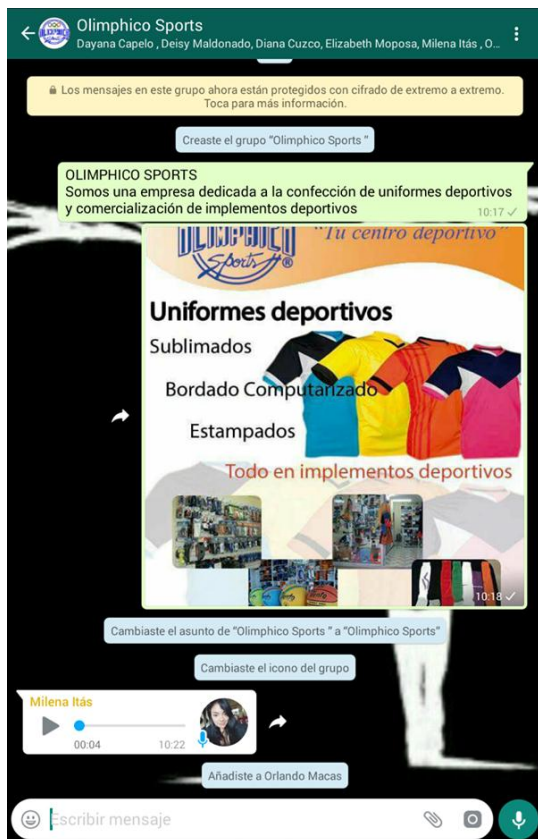 Olimphico Sports
Dayana Capelo , Deisy Maldonado, Diana Cuzco, Elizabeth Moposa, Milena Itás , O...
Los mensajes en este grupo ahora están protegidos con cifrado de extremo a extremo.
Toca para más información.
Creaste el grupo "Olimphico Sports "
OLIMPHICO SPORTS
Somos una empresa dedicada a la confección de uniformes deportivos
y comercialización de implementos deportivos
10:17
OLIMPHICO
"Tu centro deportivo"
Sports ®
Uniformes deportivos
Sublimados
Bordado Computarizado
Estampados
Todo en implementos deportivos
10:18
Cambiaste el asunto de "Olimphico Sports " a "Olimphico Sports"
Cambiaste el icono del grupo
Milena Itás
00:04 10:22
Añadiste a Orlando Macas
Escribir mensaje